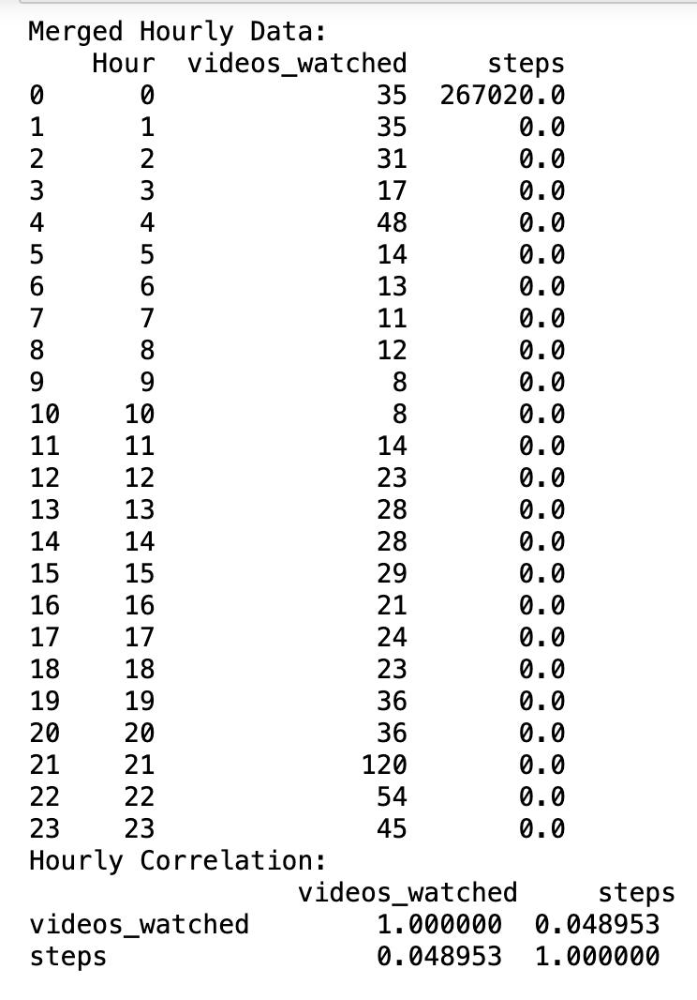 Merged Hourly Data:
    Hour  videos_watched     steps
0      0              35  267020.0
1      1              35       0.0
2      2              31       0.0
3      3              17       0.0
4      4              48       0.0
5      5              14       0.0
6      6              13       0.0
7      7              11       0.0
8      8              12       0.0
9      9               8       0.0
10    10               8       0.0
11    11              14       0.0
12    12              23       0.0
13    13              28       0.0
14    14              28       0.0
15    15              29       0.0
16    16              21       0.0
17    17              24       0.0
18    18              23       0.0
19    19              36       0.0
20    20              36       0.0
21    21             120       0.0
22    22              54       0.0
23    23              45       0.0
Hourly Correlation:
                 videos_watched     steps
videos_watched        1.000000  0.048953
steps                 0.048953  1.000000